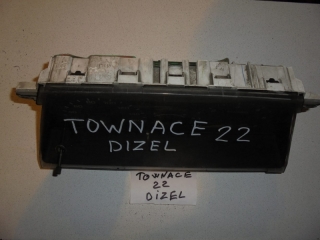 TOWNACE 22
DIZEL
TOWNACE
22
DIZEL